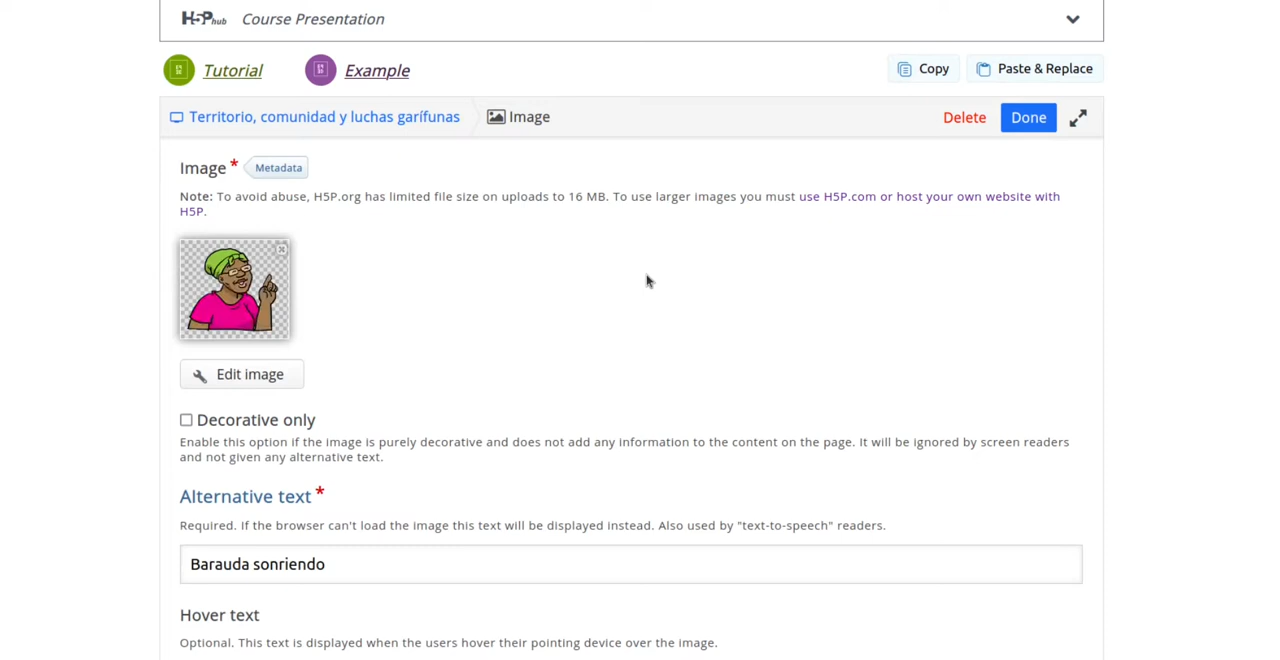 H5P hub Course Presentation
Tutorial Example Copy Paste & Replace
Territorio, comunidad y luchas garífunas Image Delete Done
Image * Metadata
Note: To avoid abuse, H5P.org has limited file size on uploads to 16 MB. To use larger images you must use H5P.com or host your own website with
H5P.
Edit image
Decorative only
Enable this option if the image is purely decorative and does not add any information to the content on the page. It will be ignored by screen readers
and not given any alternative text.
Alternative text *
Required. If the browser can't load the image this text will be displayed instead. Also used by "text-to-speech" readers.
Barauda sonriendo
Hover text
Optional. This text is displayed when the users hover their pointing device over the image.